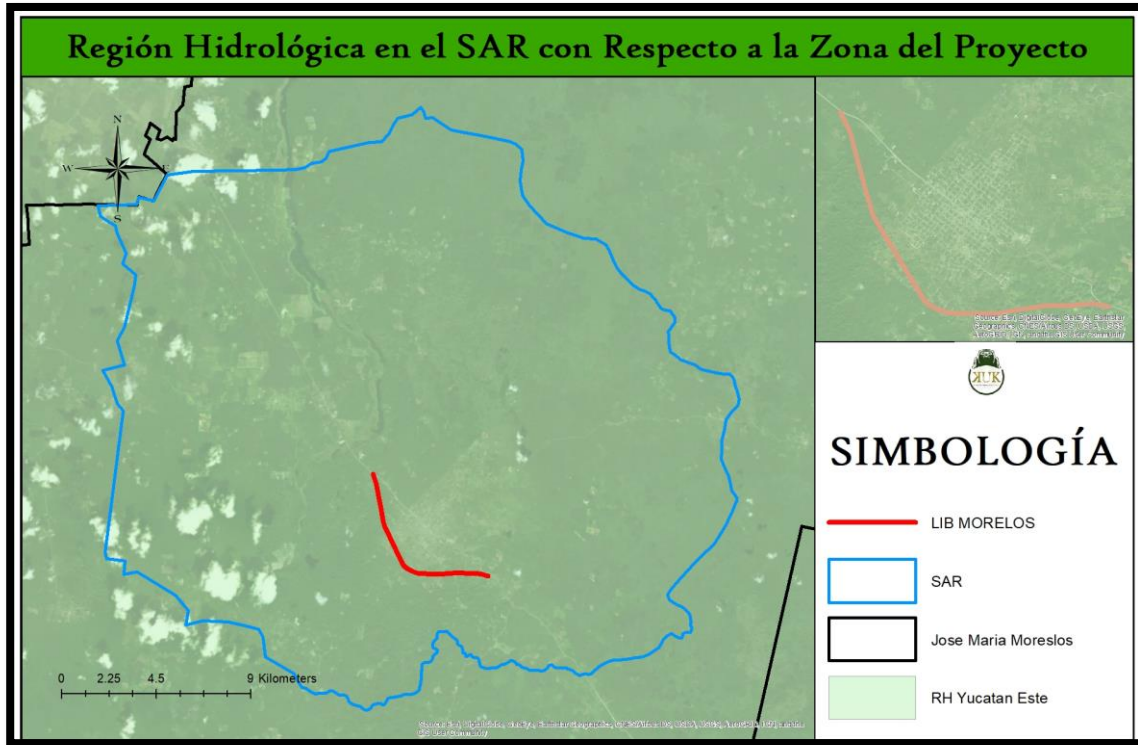 Región Hidrológica en el SAR con Respecto a la Zona del Proyecto
N
W
E
S
0 2.25 4.5 9 Kilometers
KUK
SIMBOLOGÍA
LIB MORELOS
SAR
Jose Maria Moreslos
RH Yucatan Este